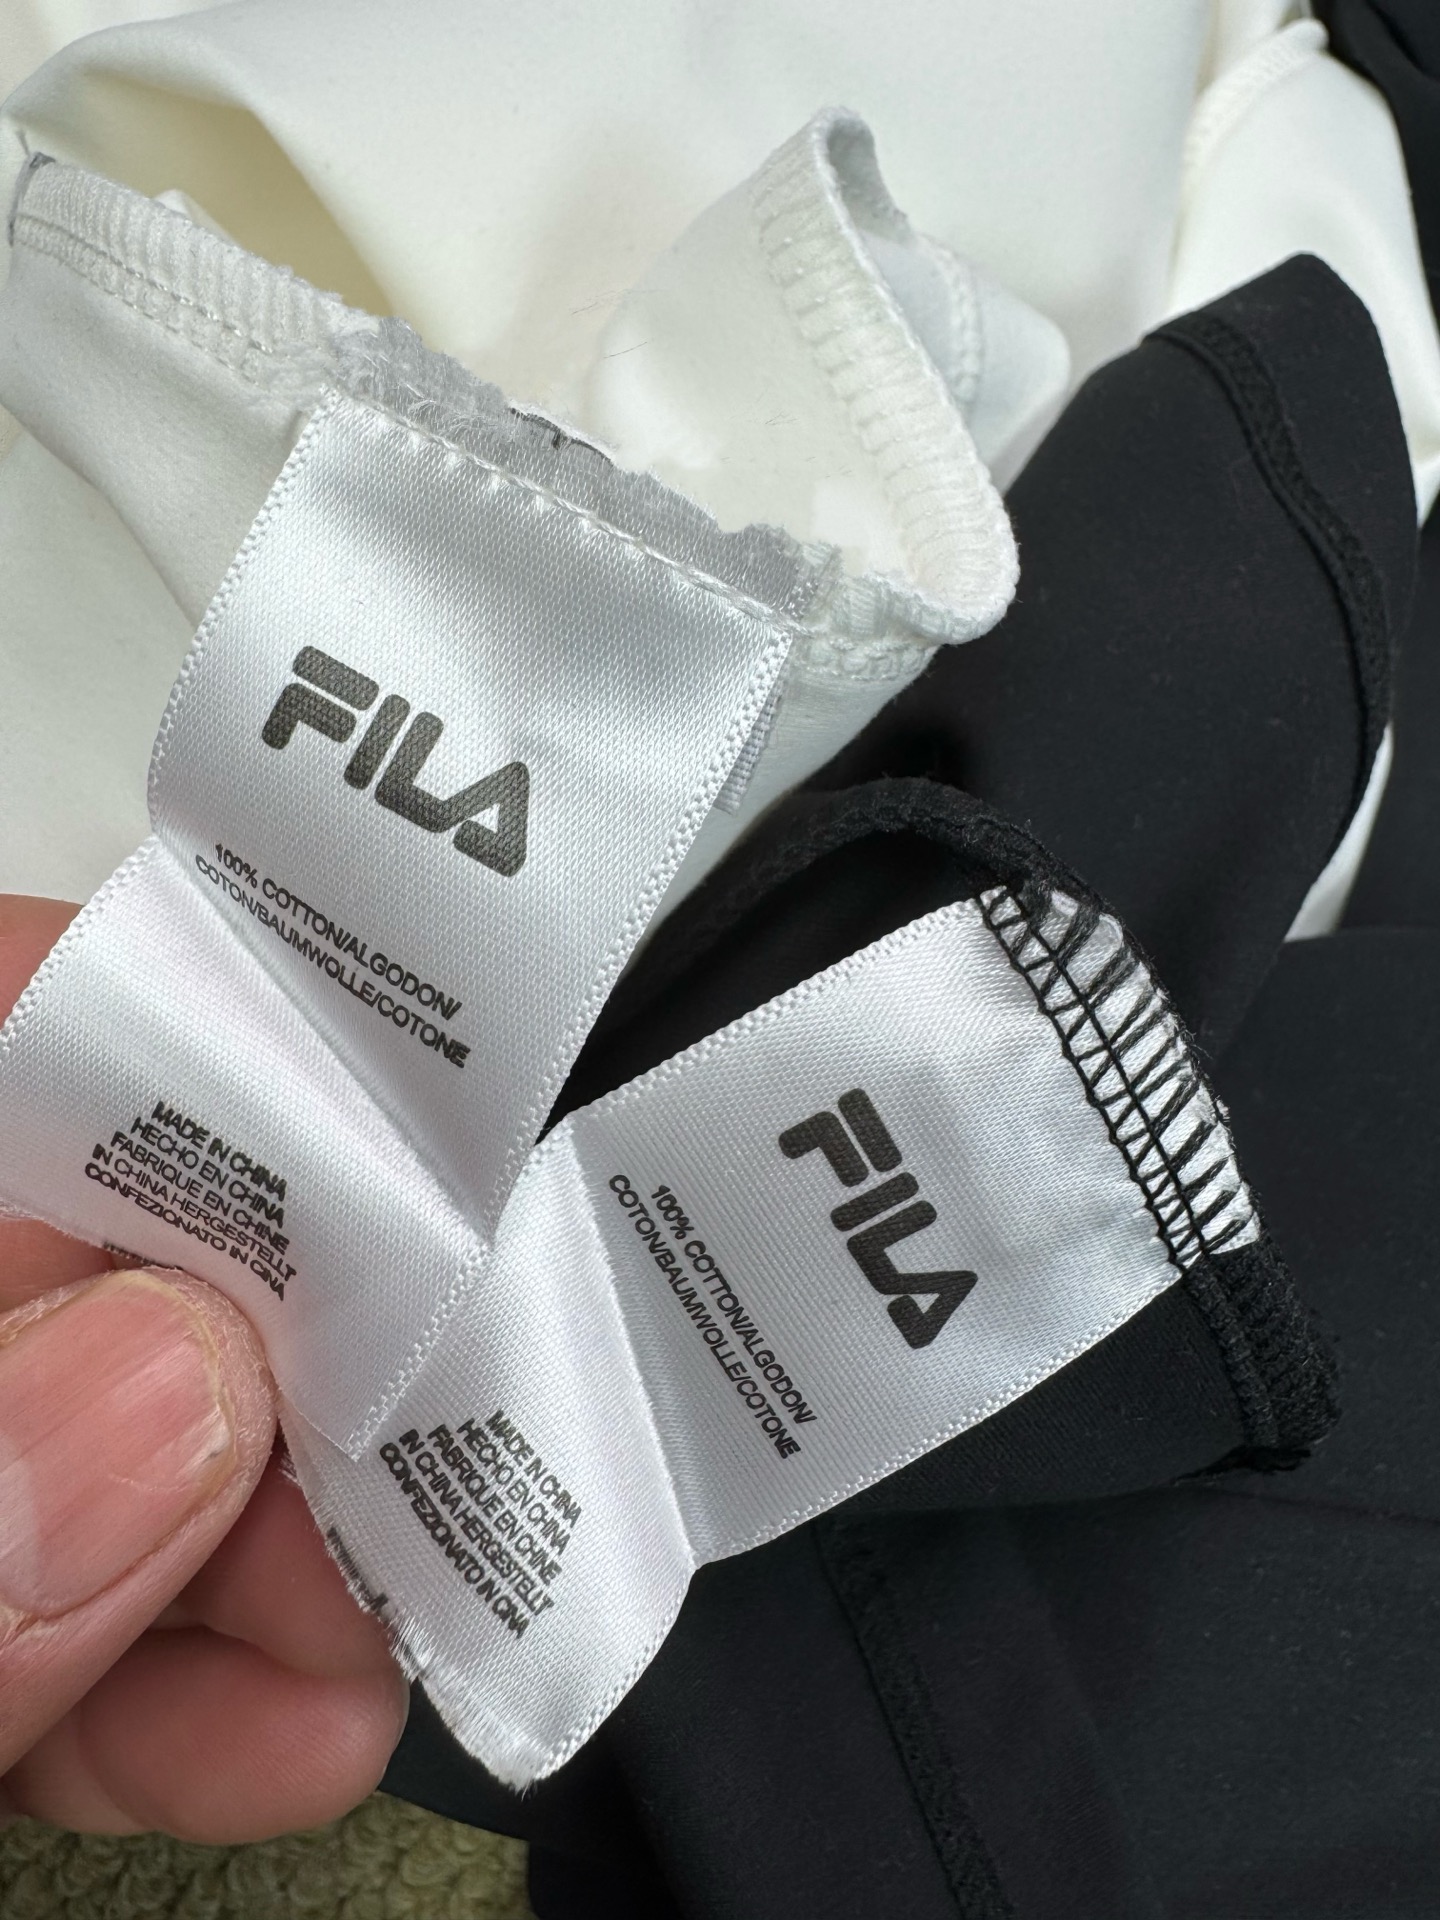 FILA
100% COTTON/ALGODON/
COTON/BAUMWOLLE/COTONE
MADE IN CHINA
HECHO EN CHINA
FABRIQUE EN CHINE
IN CHINA HERGESTELLT
CONFEZIONATO IN CINA
FILA
100% COTTON/ALGODON/
COTON/BAUMWOLLE/COTONE
MADE IN CHINA
HECHO EN CHINA
FABRIQUE EN CHINE
IN CHINA HERGESTELLT
CONFEZIONATO IN CINA